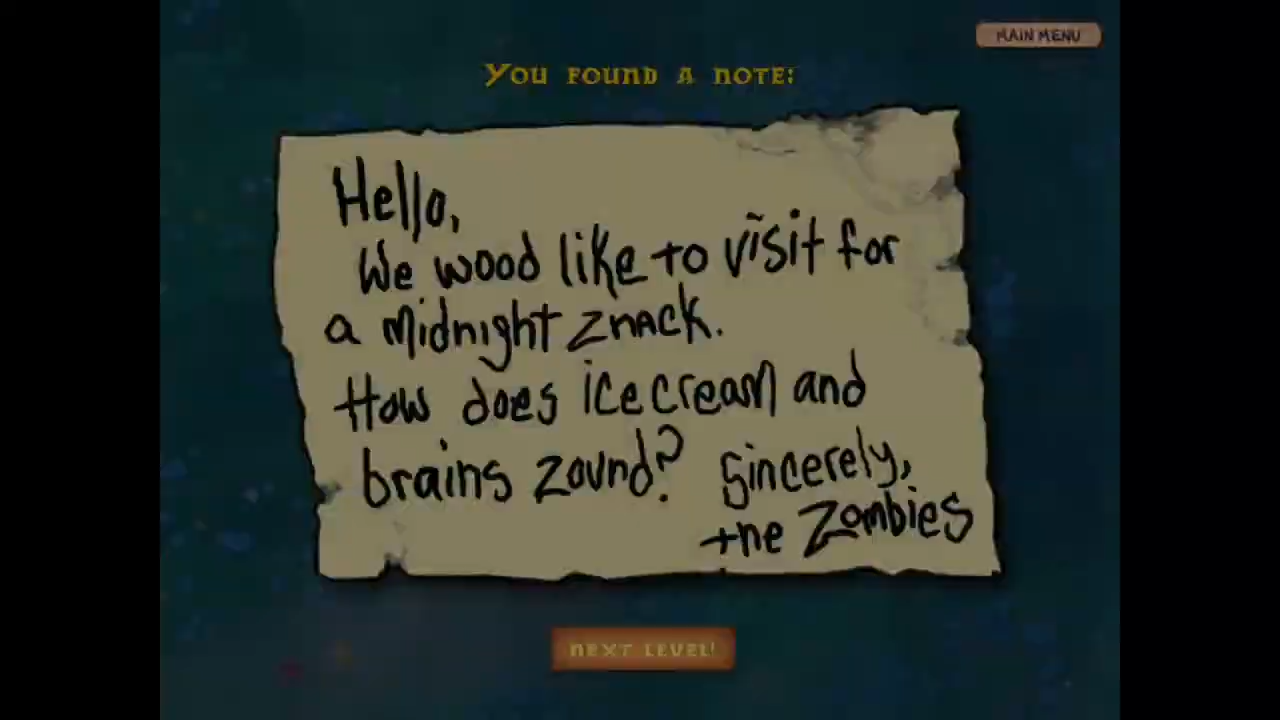 MAIN MENU
You found a note:
Hello,
We wood like to visit for
a midnight znack.
How does icecream and
brains zound? Sincerely,
the Zombies
NEXT LEVEL!